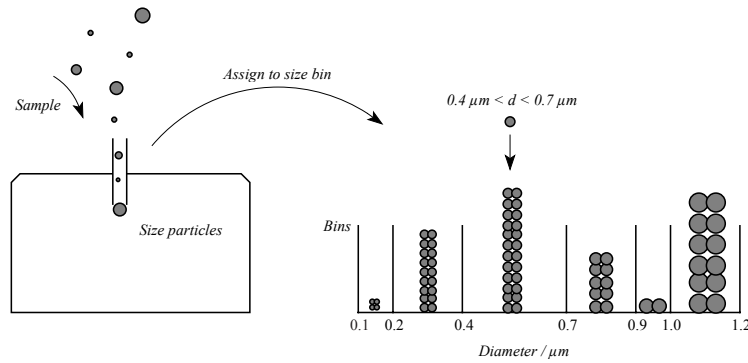 Sample
Assign to size bin
0.4 µm < d < 0.7 µm
Size particles
Bins
0.1 0.2 0.4 0.7 0.9 1.0 1.2
Diameter / µm